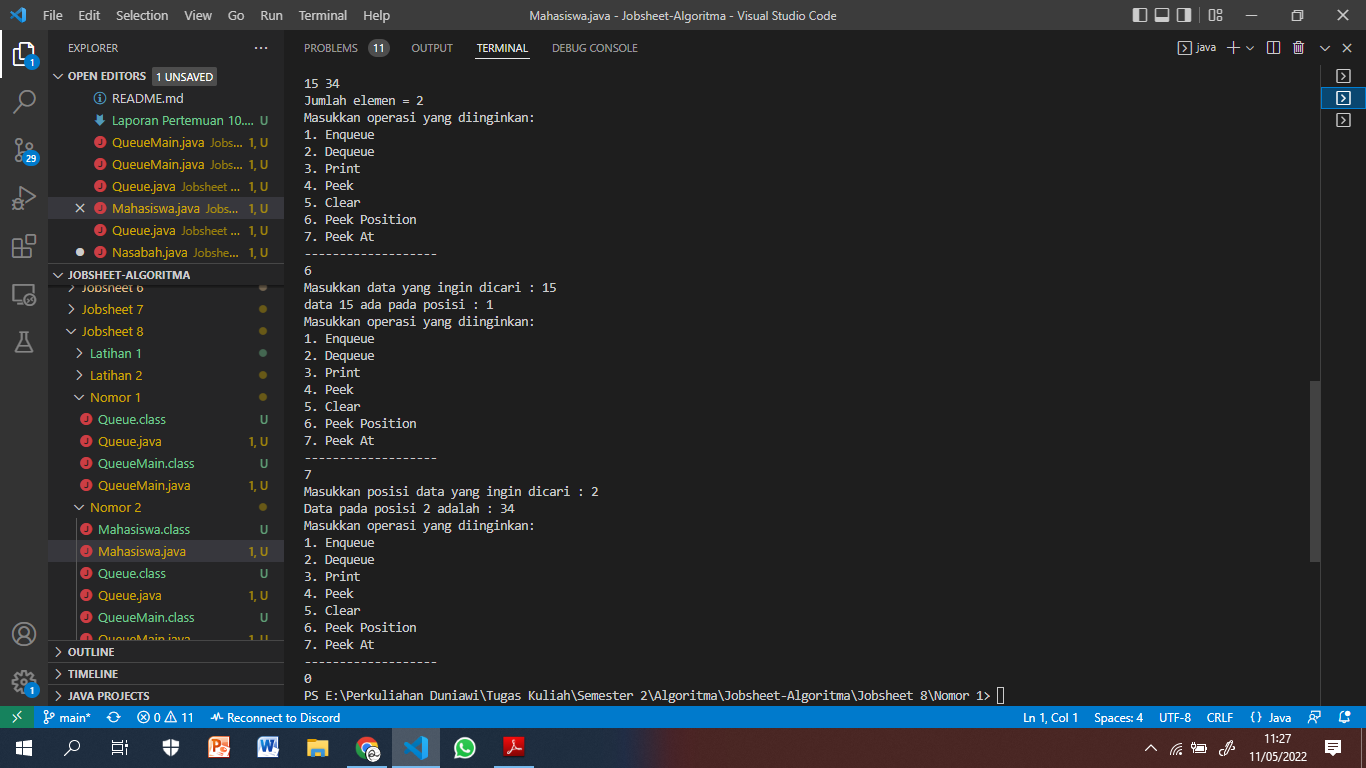 File Edit Selection View Go Run Terminal Help
Mahasiswa.java - Jobsheet-Algoritma - Visual Studio Code
EXPLORER
OPEN EDITORS 1 UNSAVED
README.md
Laporan Pertemuan 10.... U
QueueMain.java Jobs... 1, U
QueueMain.java Jobs... 1, U
Queue.java Jobsheet ... 1, U
Mahasiswa.java Jobs... 1, U
Queue.java Jobsheet ... 1, U
Nasabah.java Jobshe... 1, U
JOBSHEET-ALGORITMA
Jobsheet 6
Jobsheet 7
Jobsheet 8
Latihan 1
Latihan 2
Nomor 1
Queue.class U
Queue.java 1, U
QueueMain.class U
QueueMain.java 1, U
Nomor 2
Mahasiswa.class U
Mahasiswa.java 1, U
Queue.class U
Queue.java 1, U
QueueMain.class U
QueueMain.java 1, U
OUTLINE
TIMELINE
JAVA PROJECTS
1
29
1
PROBLEMS 11 OUTPUT TERMINAL DEBUG CONSOLE
java
15 34
Jumlah elemen = 2
Masukkan operasi yang diinginkan:
1. Enqueue
2. Dequeue
3. Print
4. Peek
5. Clear
6. Peek Position
7. Peek At
-------------------
6
Masukkan data yang ingin dicari : 15
data 15 ada pada posisi : 1
Masukkan operasi yang diinginkan:
1. Enqueue
2. Dequeue
3. Print
4. Peek
5. Clear
6. Peek Position
7. Peek At
-------------------
7
Masukkan posisi data yang ingin dicari : 2
Data pada posisi 2 adalah : 34
Masukkan operasi yang diinginkan:
1. Enqueue
2. Dequeue
3. Print
4. Peek
5. Clear
6. Peek Position
7. Peek At
-------------------
0
PS E:\Perkuliahan Duniawi\Tugas Kuliah\Semester 2\Algoritma\Jobsheet-Algoritma\Jobsheet 8\Nomor 1>
main* 0 11 Reconnect to Discord
Ln 1, Col 1 Spaces: 4 UTF-8 CRLF {} Java
11:27
11/05/2022